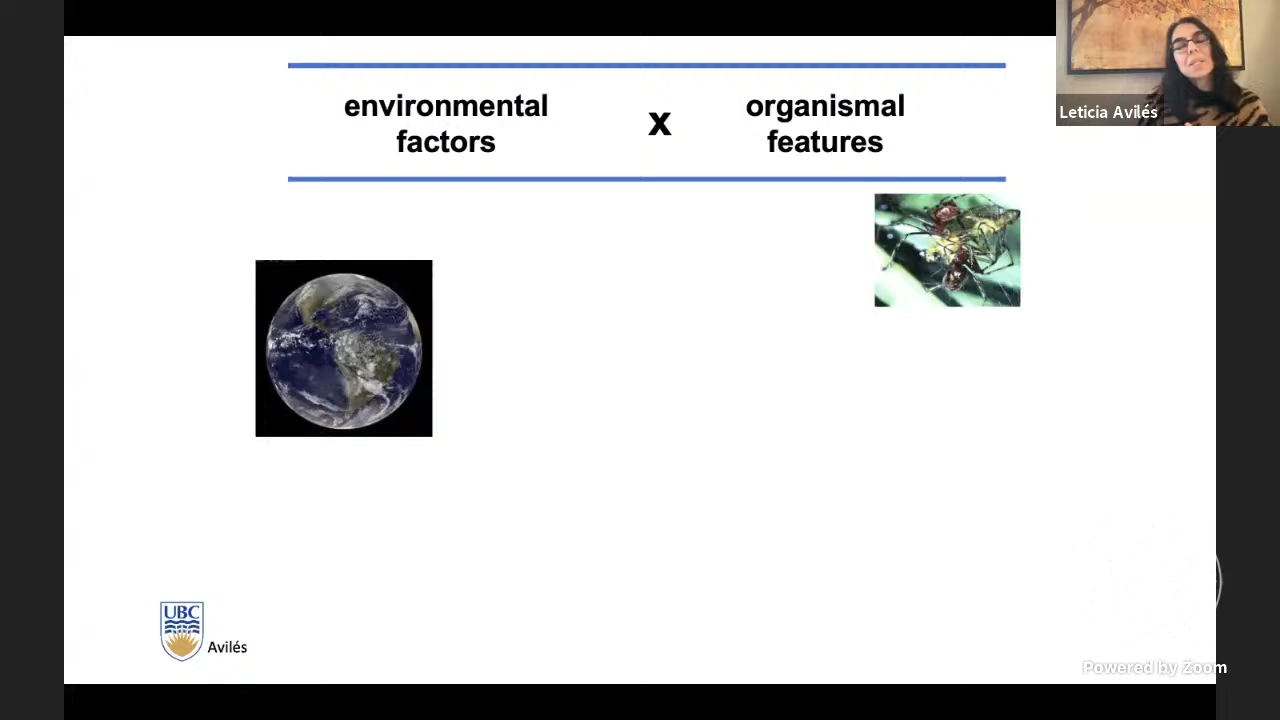 environmental
factors
x
organismal
features
Leticia Avilés
UBC
Avilés
Powered by Zoom